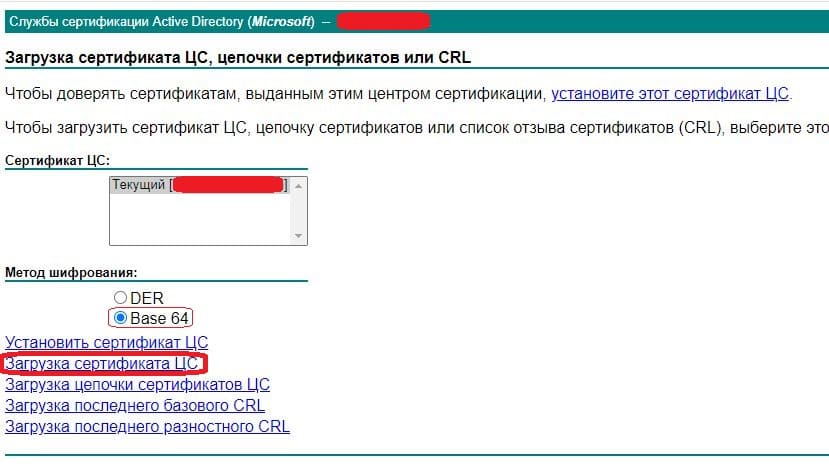 Службы сертификации Active Directory (Microsoft) --
Загрузка сертификата ЦС, цепочки сертификатов или CRL
Чтобы доверять сертификатам, выданным этим центром сертификации, установите этот сертификат ЦС.
Чтобы загрузить сертификат ЦС, цепочку сертификатов или список отзыва сертификатов (CRL), выберите это
Сертификат ЦС:
Текущий [ ]
Метод шифрования:
DER
Base 64
Установить сертификат ЦС
Загрузка сертификата ЦС
Загрузка цепочки сертификатов ЦС
Загрузка последнего базового CRL
Загрузка последнего разностного CRL